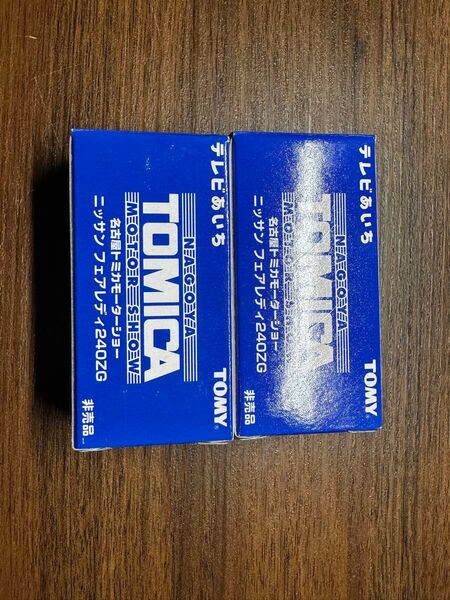 テレビあいち
NAGOYA
TOMICA
MOTOR SHOW
名古屋トミカモーターショー
ニッサン フェアレディ240ZG
TOMY
非売品
テレビあいち
NAGOYA
TOMICA
MOTOR SHOW
名古屋トミカモーターショー
ニッサン フェアレディ240ZG
TOMY
非売品